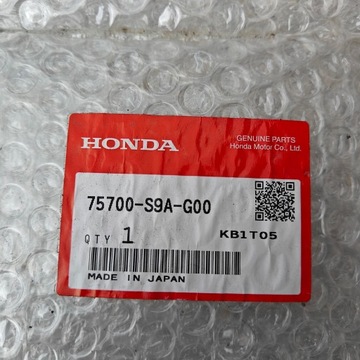 HONDA
GENUINE PARTS
Honda Motor Co., Ltd.
75700-S9A-G00
QTY 1
KB1T05
MADE IN JAPAN